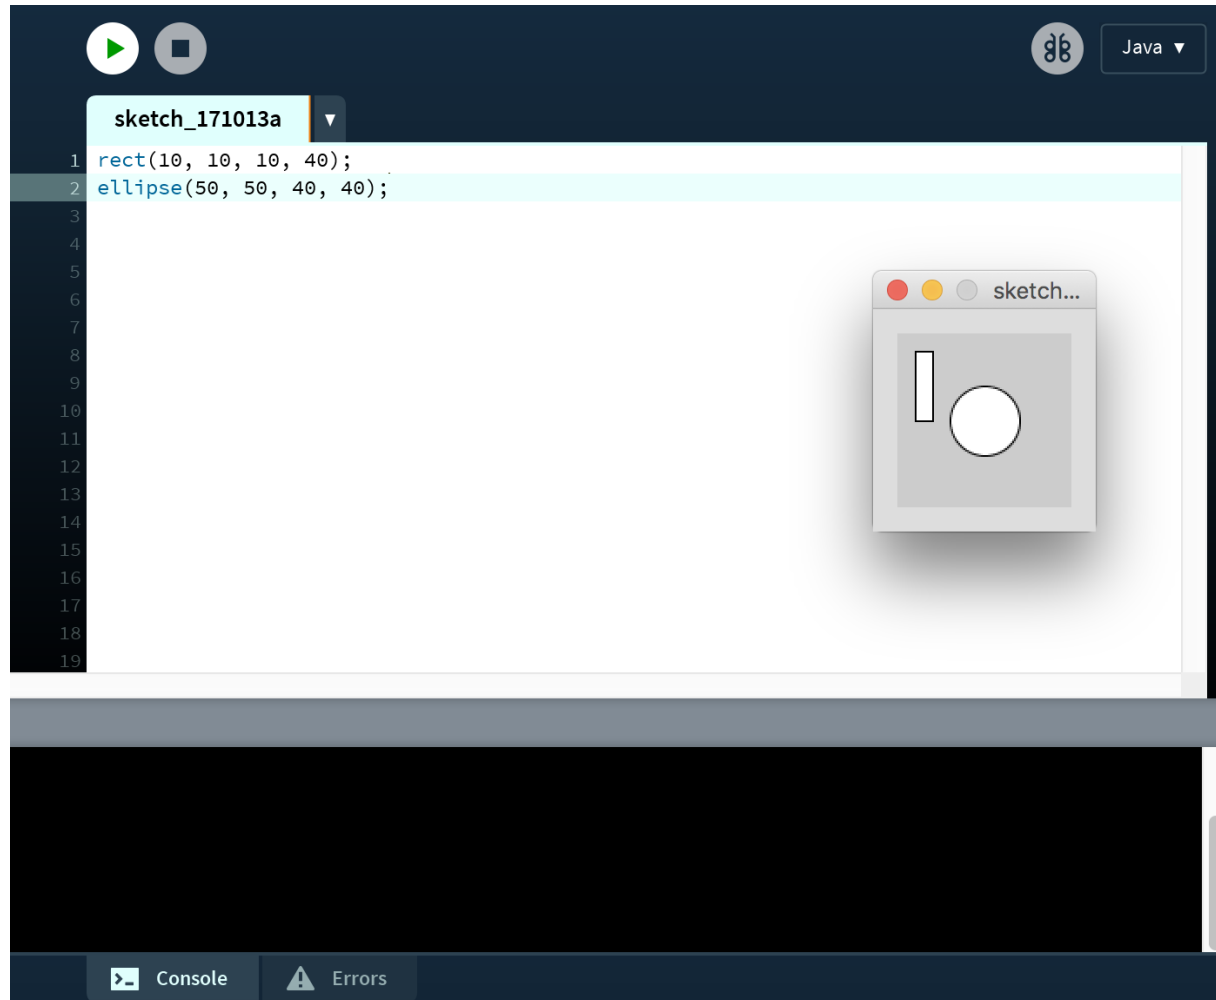 Java ▼
sketch_171013a ▼
1 rect(10, 10, 10, 40);
2 ellipse(50, 50, 40, 40);
3
4
5
6
7
8
9
10
11
12
13
14
15
16
17
18
19
sketch...
>_ Console
Errors